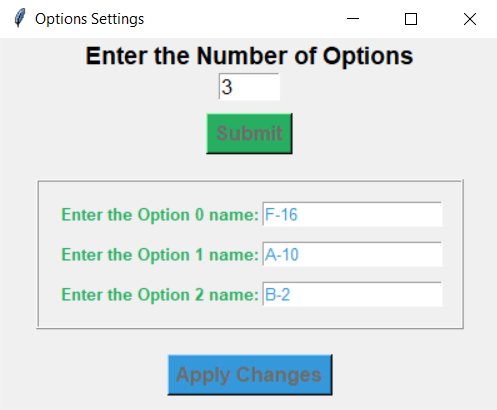 Options Settings
Enter the Number of Options
3
Submit
Enter the Option 0 name: F-16
Enter the Option 1 name: A-10
Enter the Option 2 name: B-2
Apply Changes